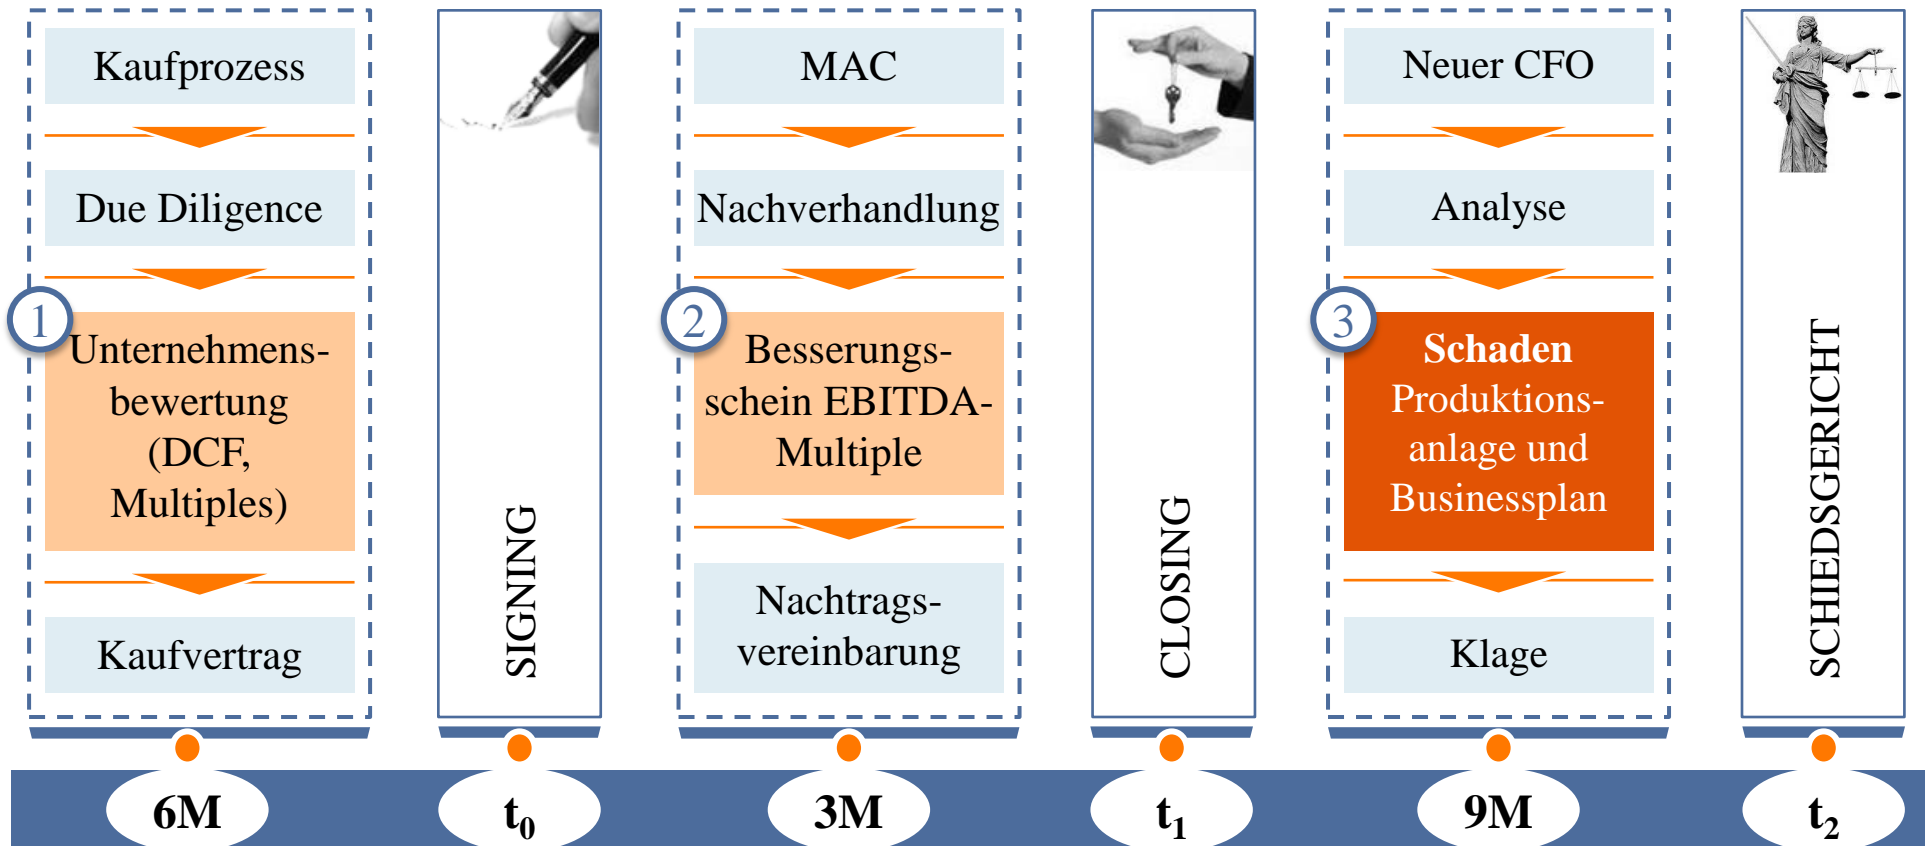 Kaufprozess
Due Diligence
1
Unternehmens-
bewertung
(DCF,
Multiples)
Kaufvertrag
SIGNING
MAC
Nachverhandlung
2
Besserungs-
schein EBITDA-
Multiple
Nachtrags-
vereinbarung
CLOSING
Neuer CFO
Analyse
3
Schaden
Produktions-
anlage und
Businessplan
Klage
SCHIEDSGERICHT
6M
t0
3M
t1
9M
t2